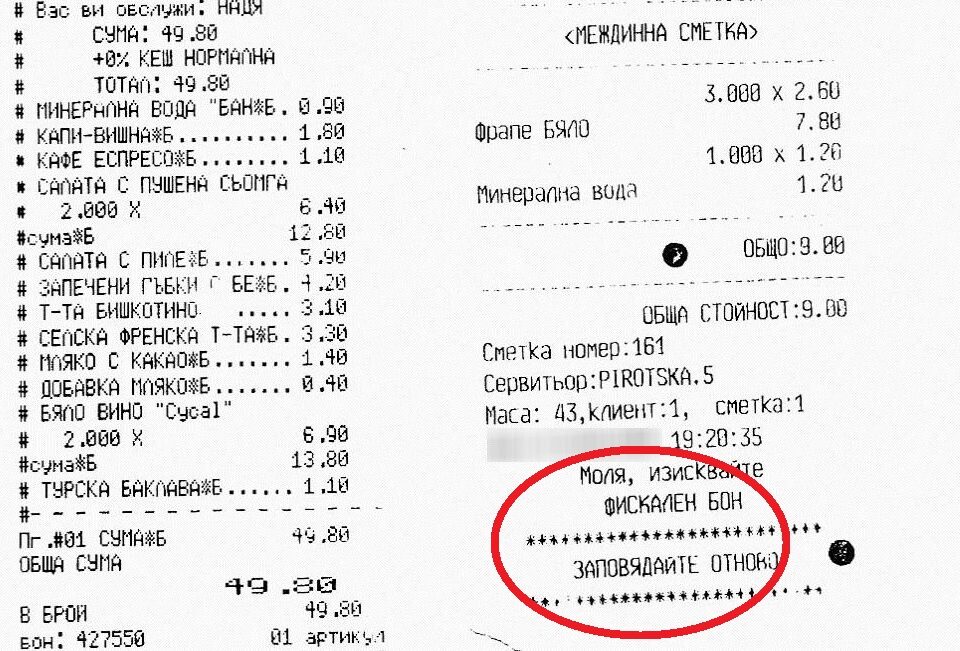 # Вас ви обслужи: НАДЯ
# СУМА: 49.80
# +0% КЕШ НОРМАЛНА
# ТОТАЛ: 49.80
# МИНЕРАЛНА ВОДА "БАН*Б. 0.90
# КАПИ-ВИШНА*Б.......... 1.80
# КАФЕ ЕСПРЕСО*Б........ 1.10
# САЛАТА С ПУШЕНА СЬОМГА
# 2.000 X 6.40
#сума*Б 12.80
# САЛАТА С ПИЛЕ*Б....... 5.90
# ЗАПЕЧЕНИ ГЪБКИ С БЕ*Б. 4.20
# Т-ТА БИШКОТИНО ..... 3.10
# СЕЛСКА ФРЕНСКА Т-ТА*Б. 3.30
# МЛЯКО С КАКАО*Б....... 1.40
# ДОБАВКА МЛЯКО*Б....... 0.40
# БЯЛО ВИНО "Сусал"
# 2.000 X 6.90
#сума*Б 13.80
# ТУРСКА БАКЛАВА*Б...... 1.10
#- - - - - - - - - - - - - - -
Пг.#01 СУМА*Б 49.80
ОБЩА СУМА
49.80
В БРОЙ 49.80
бон: 427550 01 артикул
<МЕЖДИННА СМЕТКА>
3.000 x 2.60
Фрапе БЯЛО 7.80
1.000 x 1.20
Минерална вода 1.20
ОБЩО:9.00
ОБЩА СТОЙНОСТ:9.00
Сметка номер:161
Сервитьор:PIROTSKA.5
Маса: 43,клиент:1, сметка:1
19:20:35
Моля, изисквайте
ФИСКАЛЕН БОН
****************************
ЗАПОВЯДАЙТЕ ОТНОВО
****************************